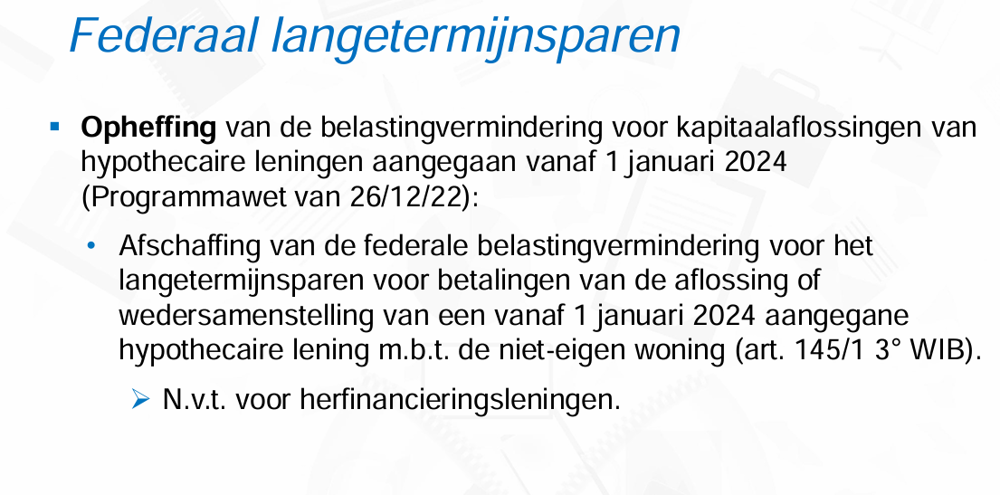 Federaal langetermijnsparen
▪ Opheffing van de belastingvermindering voor kapitaalaflossingen van
hypothecaire leningen aangegaan vanaf 1 januari 2024
(Programmawet van 26/12/22):
• Afschaffing van de federale belastingvermindering voor het
langetermijnsparen voor betalingen van de aflossing of
wedersamenstelling van een vanaf 1 januari 2024 aangegane
hypothecaire lening m.b.t. de niet-eigen woning (art. 145/1 3° WIB).
➢ N.v.t. voor herfinancieringsleningen.